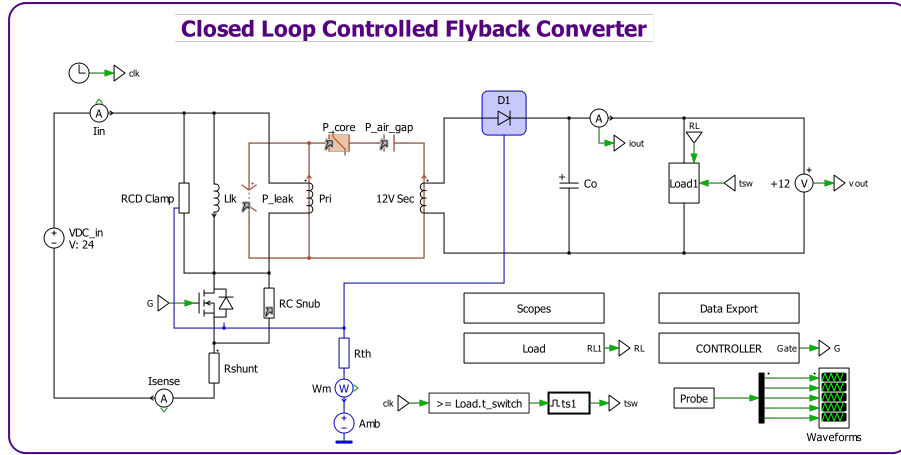 Closed Loop Controlled Flyback Converter
clk
A
Iin
D1
P_core
P_air_gap
A
iout
RL
RCD Clamp
Llk
P_leak
Pri
12V Sec
+
Co
Load1
tsw
+12
+
V
vout
VDC_in
V: 24
G
RC Snub
Scopes
Data Export
Load
RL1
RL
CONTROLLER
Gate
G
Rshunt
Rth
Isense
A
Wm
W
Amb
clk
>= Load.t_switch
ts1
tsw
Probe
Waveforms